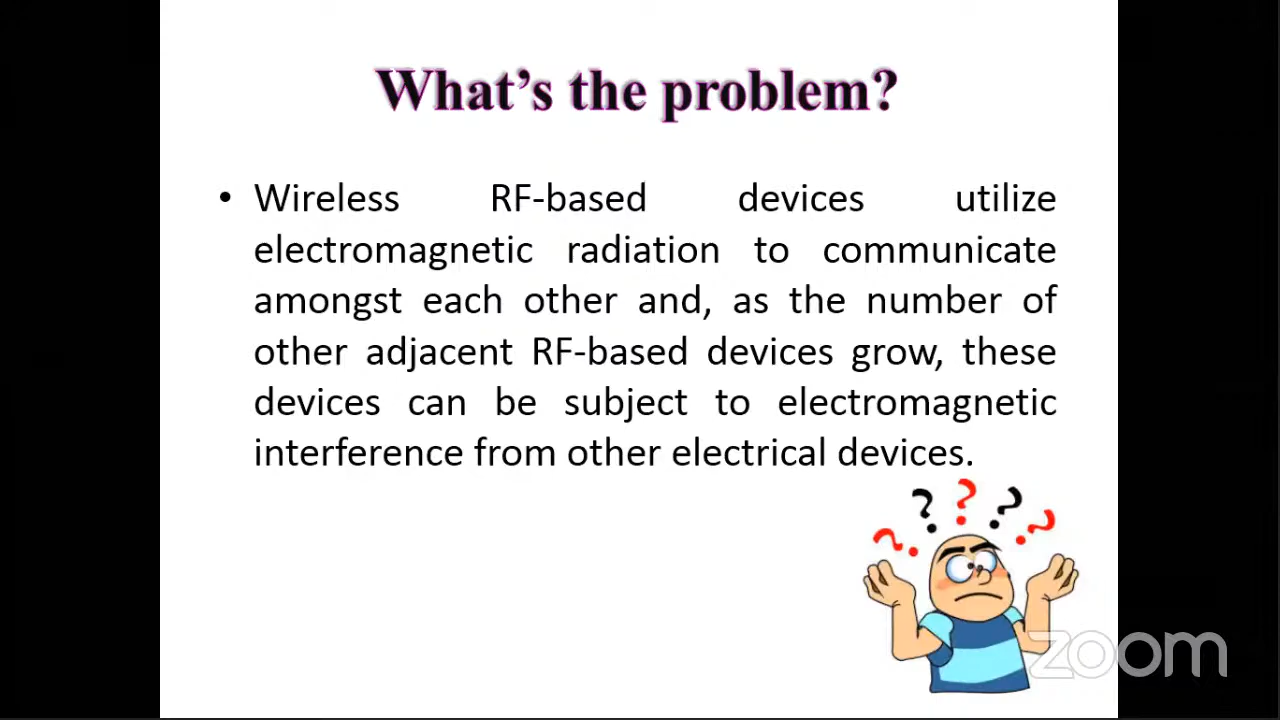 What's the problem?
• Wireless RF-based devices utilize
electromagnetic radiation to communicate
amongst each other and, as the number of
other adjacent RF-based devices grow, these
devices can be subject to electromagnetic
interference from other electrical devices.
? ? ? ? ?
zoom